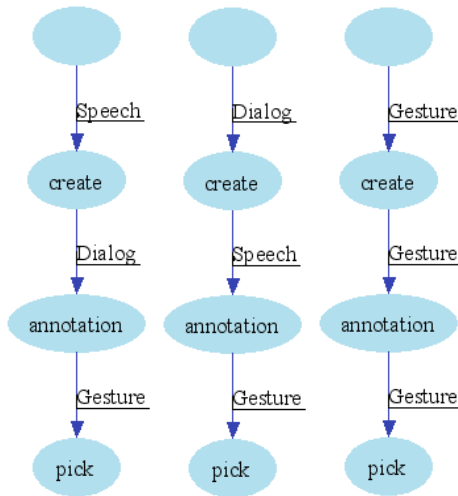 Speech Dialog Gesture
create create create
Dialog Speech Gesture
annotation annotation annotation
Gesture Gesture Gesture
pick pick pick